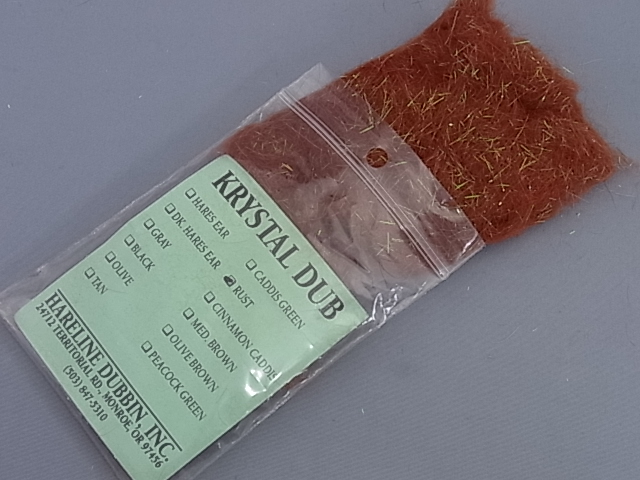 KRYSTAL DUB
HARES EAR
DK. HARES EAR
GRAY
BLACK
OLIVE
TAN
CADDIS GREEN
RUST
CINNAMON CADDIS
MED. BROWN
OLIVE BROWN
PEACOCK GREEN
HARELINE DUBBIN, INC.
24712 TERRITORIAL RD., MONROE, OR 97456
(503) 847-5310